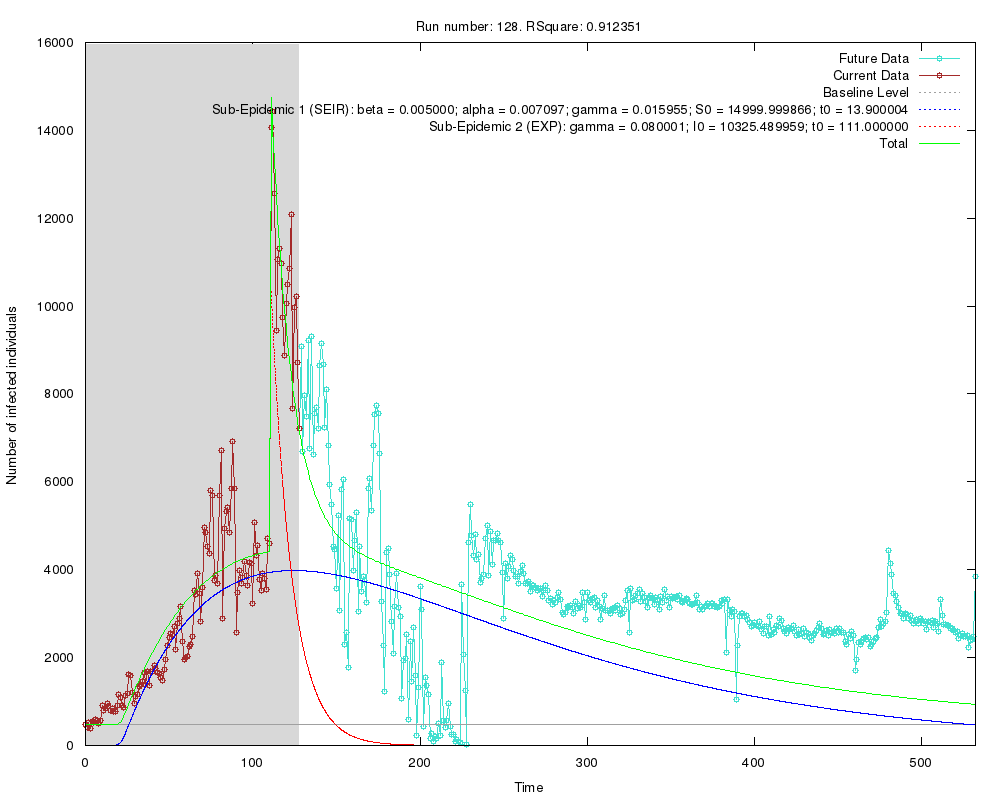 Run number: 128. RSquare: 0.912351
16000
14000
12000
10000
8000
6000
4000
2000
0
Number of infected individuals
Future Data
Current Data
Baseline Level
Sub-Epidemic 1 (SEIR): beta = 0.005000; alpha = 0.007097; gamma = 0.015955; S0 = 14999.999866; t0 = 13.900004
Sub-Epidemic 2 (EXP): gamma = 0.080001; I0 = 10325.489959; t0 = 111.000000
Total
0 100 200 300 400 500
Time